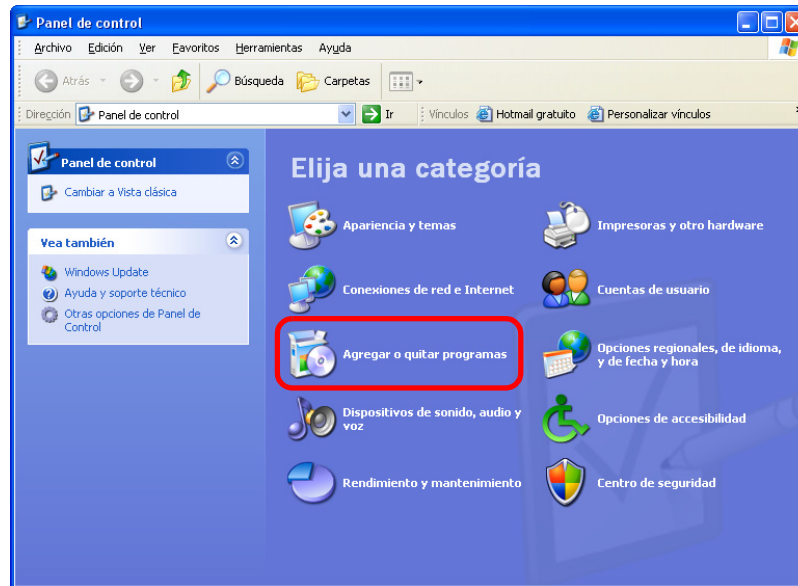 Panel de control
Archivo Edición Ver Favoritos Herramientas Ayuda
Atrás Búsqueda Carpetas
Dirección Panel de control Ir Vínculos Hotmail gratuito Personalizar vínculos
Panel de control
Cambiar a Vista clásica
Vea también
Windows Update
Ayuda y soporte técnico
Otras opciones de Panel de
Control
Elija una categoría
Apariencia y temas
Impresoras y otro hardware
Conexiones de red e Internet
Cuentas de usuario
Agregar o quitar programas
Opciones regionales, de idioma,
y de fecha y hora
Dispositivos de sonido, audio y
voz
Opciones de accesibilidad
Rendimiento y mantenimiento
Centro de seguridad